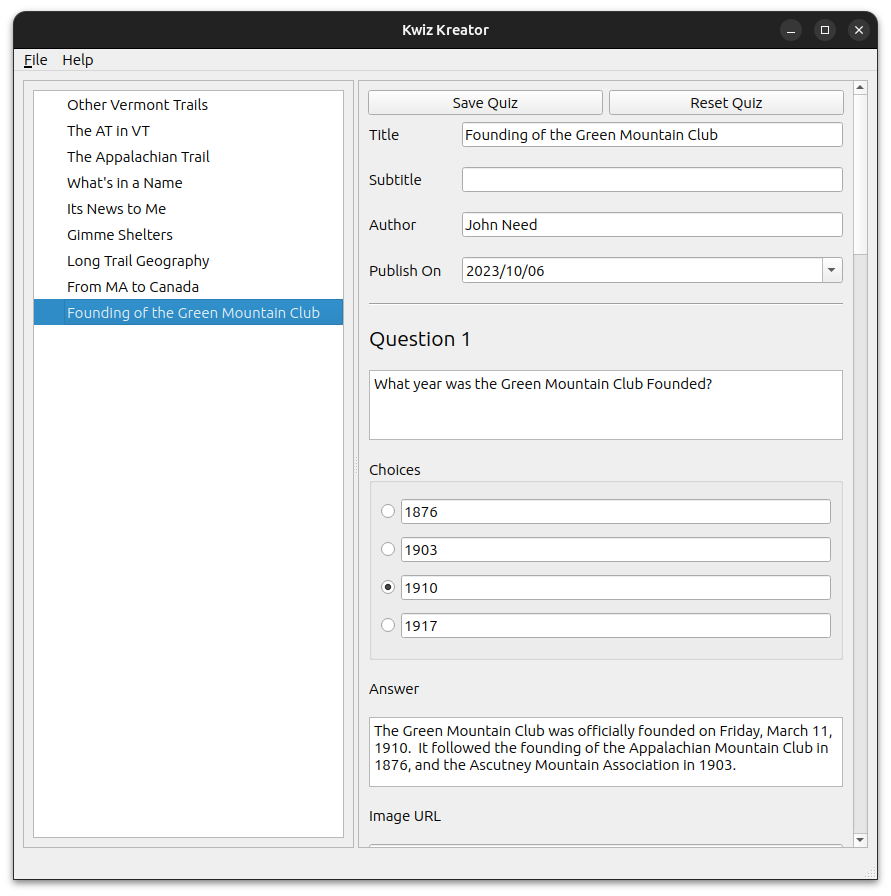 Kwiz Kreator
File Help
Other Vermont Trails
The AT in VT
The Appalachian Trail
What's in a Name
Its News to Me
Gimme Shelters
Long Trail Geography
From MA to Canada
Founding of the Green Mountain Club
Save Quiz
Reset Quiz
Title
Founding of the Green Mountain Club
Subtitle
Author
John Need
Publish On
2023/10/06
Question 1
What year was the Green Mountain Club Founded?
Choices
1876
1903
1910
1917
Answer
The Green Mountain Club was officially founded on Friday, March 11,
1910.  It followed the founding of the Appalachian Mountain Club in
1876, and the Ascutney Mountain Association in 1903.
Image URL